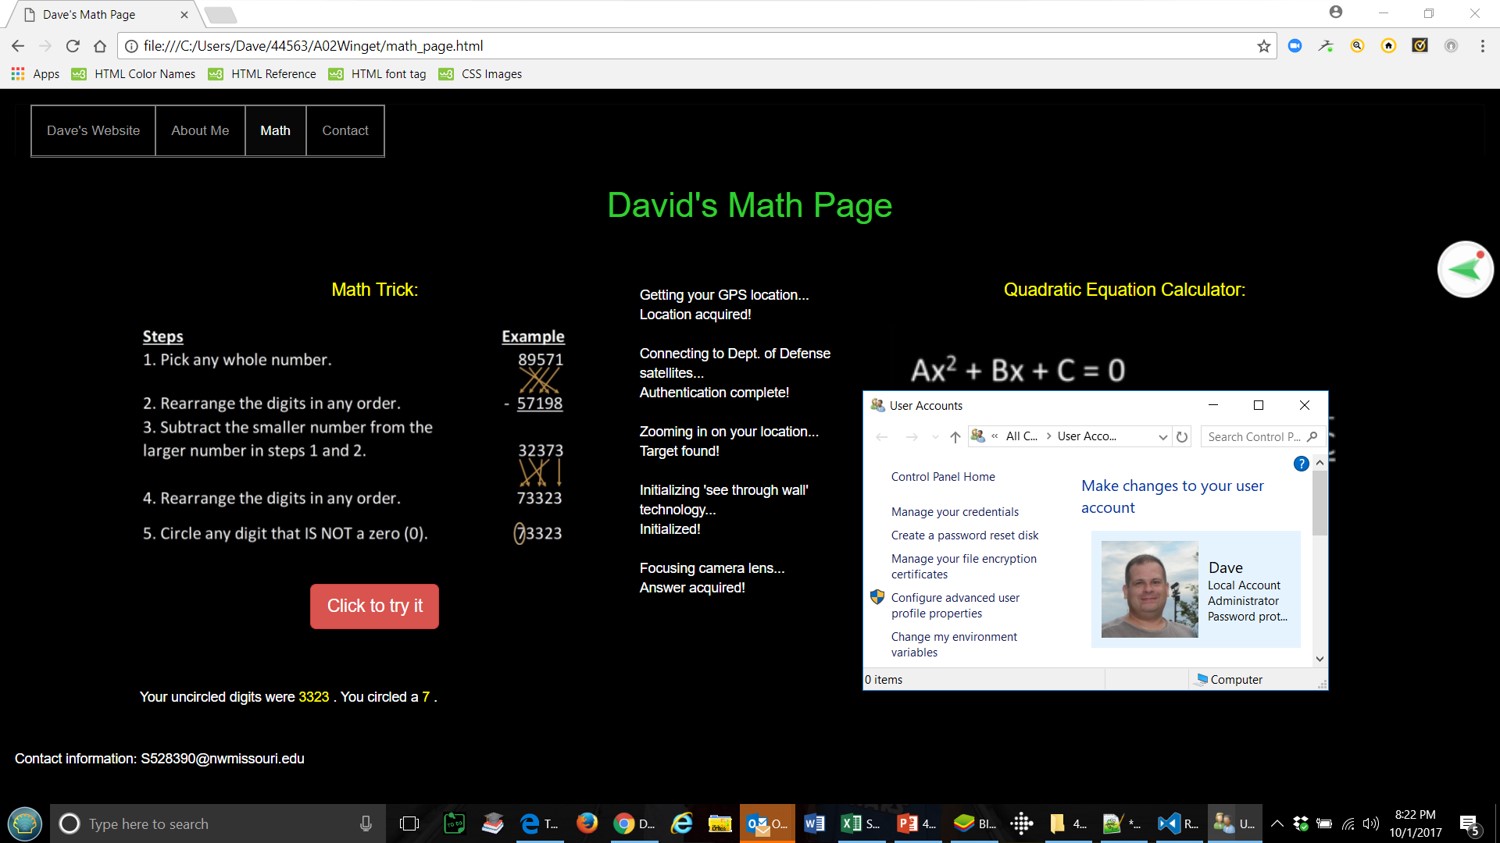 Dave's Math Page
file:///C:/Users/Dave/44563/A02Winget/math_page.html
Apps HTML Color Names HTML Reference HTML font tag CSS Images
Dave's Website About Me Math Contact
David's Math Page
Math Trick:
Steps Example
1. Pick any whole number. 89571
2. Rearrange the digits in any order. - 57198
3. Subtract the smaller number from the
larger number in steps 1 and 2. 32373
4. Rearrange the digits in any order. 73323
5. Circle any digit that IS NOT a zero (0). 73323
Click to try it
Your uncircled digits were 3323 . You circled a 7 .
Getting your GPS location...
Location acquired!
Connecting to Dept. of Defense
satellites...
Authentication complete!
Zooming in on your location...
Target found!
Initializing 'see through wall'
technology...
Initialized!
Focusing camera lens...
Answer acquired!
Quadratic Equation Calculator:
Ax² + Bx + C = 0
User Accounts
« All C... > User Acco... Search Control P...
Control Panel Home
Manage your credentials
Create a password reset disk
Manage your file encryption
certificates
Configure advanced user
profile properties
Change my environment
variables
Make changes to your user
account
Dave
Local Account
Administrator
Password prot...
0 items Computer
Contact information: S528390@nwmissouri.edu
Type here to search T... D... O... S... 4... Bl... 4... *... R... U...
8:22 PM
10/1/2017
5